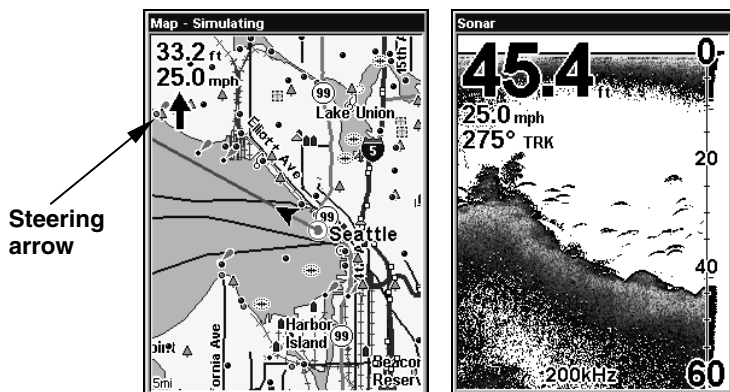 Map - Simulating
33.2 ft
25.0 mph
99
Lake Union
Elliott Ave
5
99
Seattle
Harbor
Island
99
5mi
Steering
arrow
Sonar
45.4 ft
0
25.0 mph
275° TRK
20
40
200kHz
60